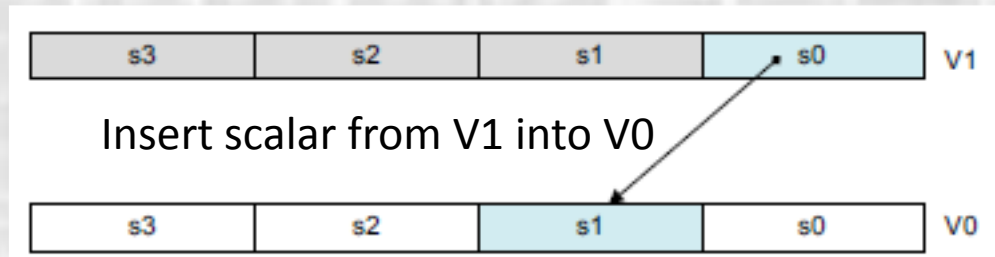 s3 s2 s1 s0 V1
Insert scalar from V1 into V0
s3 s2 s1 s0 V0